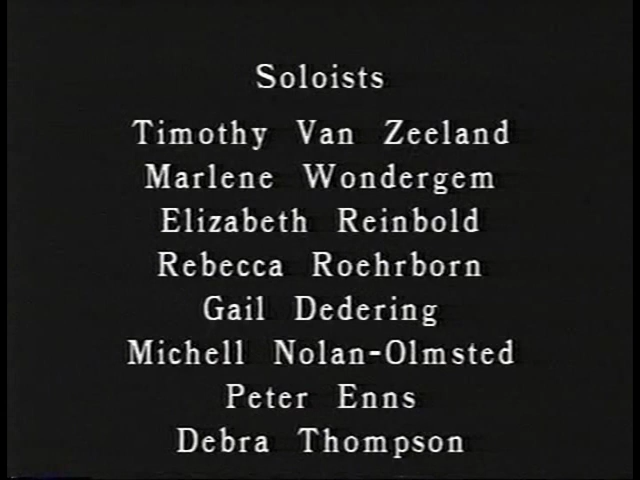 Soloists
Timothy Van Zeeland
Marlene Wondergem
Elizabeth Reinbold
Rebecca Roehrborn
Gail Dedering
Michell Nolan-Olmsted
Peter Enns
Debra Thompson